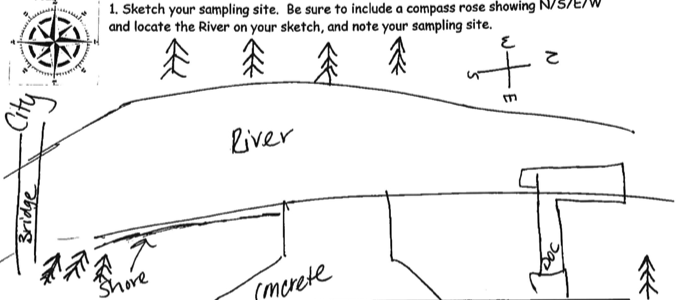 1. Sketch your sampling site. Be sure to include a compass rose showing N/S/E/W
and locate the River on your sketch, and note your sampling site.
W
S N
E
City
River
Bridge
Shore
Concrete
Doc